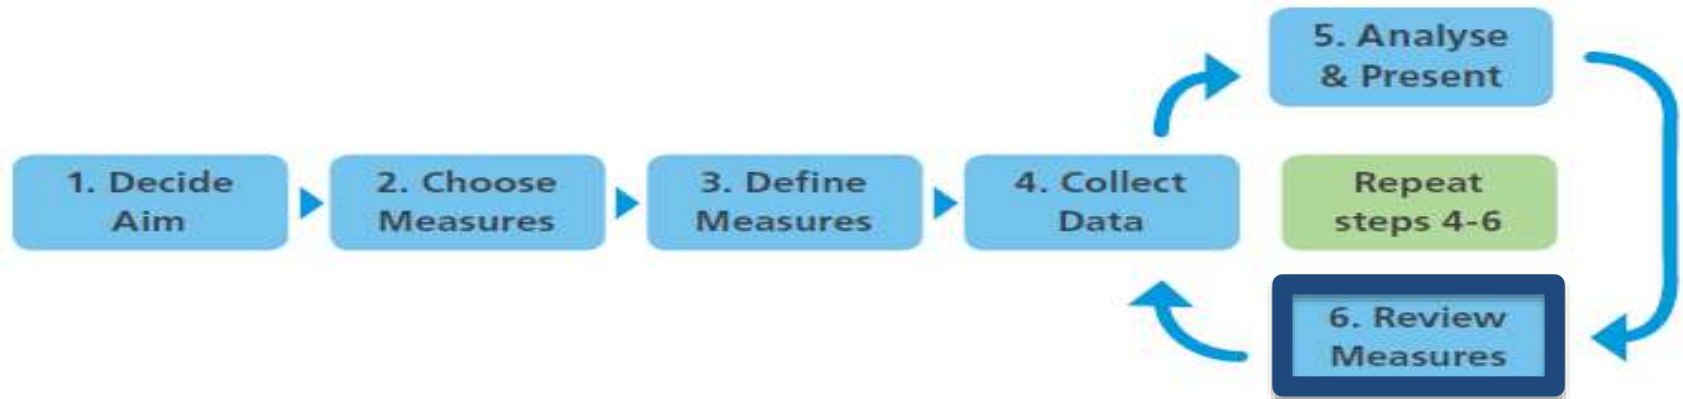 1. Decide
Aim
2. Choose
Measures
3. Define
Measures
4. Collect
Data
5. Analyse
& Present
Repeat
steps 4-6
6. Review
Measures